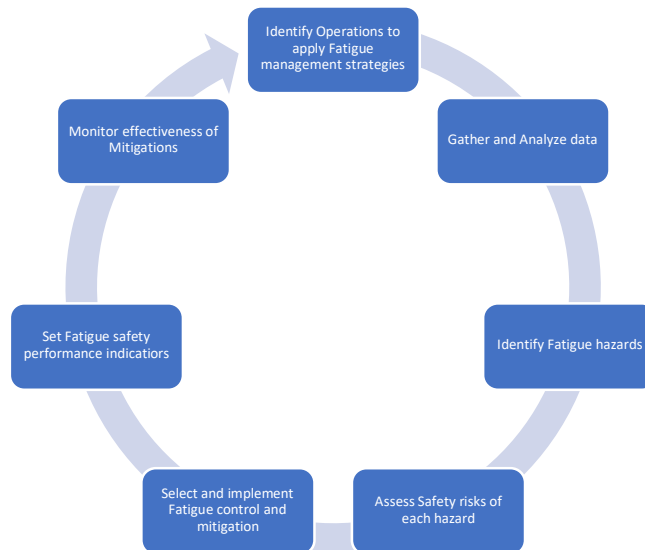 Identify Operations to
apply Fatigue
management strategies
Gather and Analyze data
Identify Fatigue hazards
Assess Safety risks of
each hazard
Select and implement
Fatigue control and
mitigation
Set Fatigue safety
performance indicatiors
Monitor effectiveness of
Mitigations